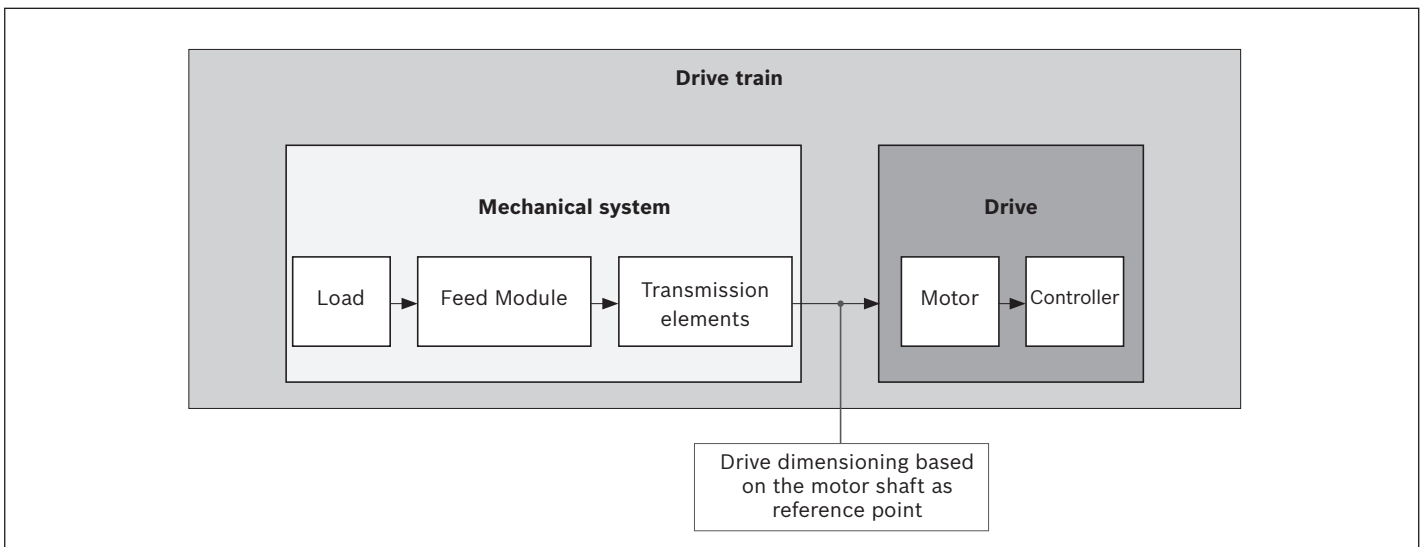 Drive train
Mechanical system
Drive
Load
Feed Module
Transmission
elements
Motor
Controller
Drive dimensioning based
on the motor shaft as
reference point